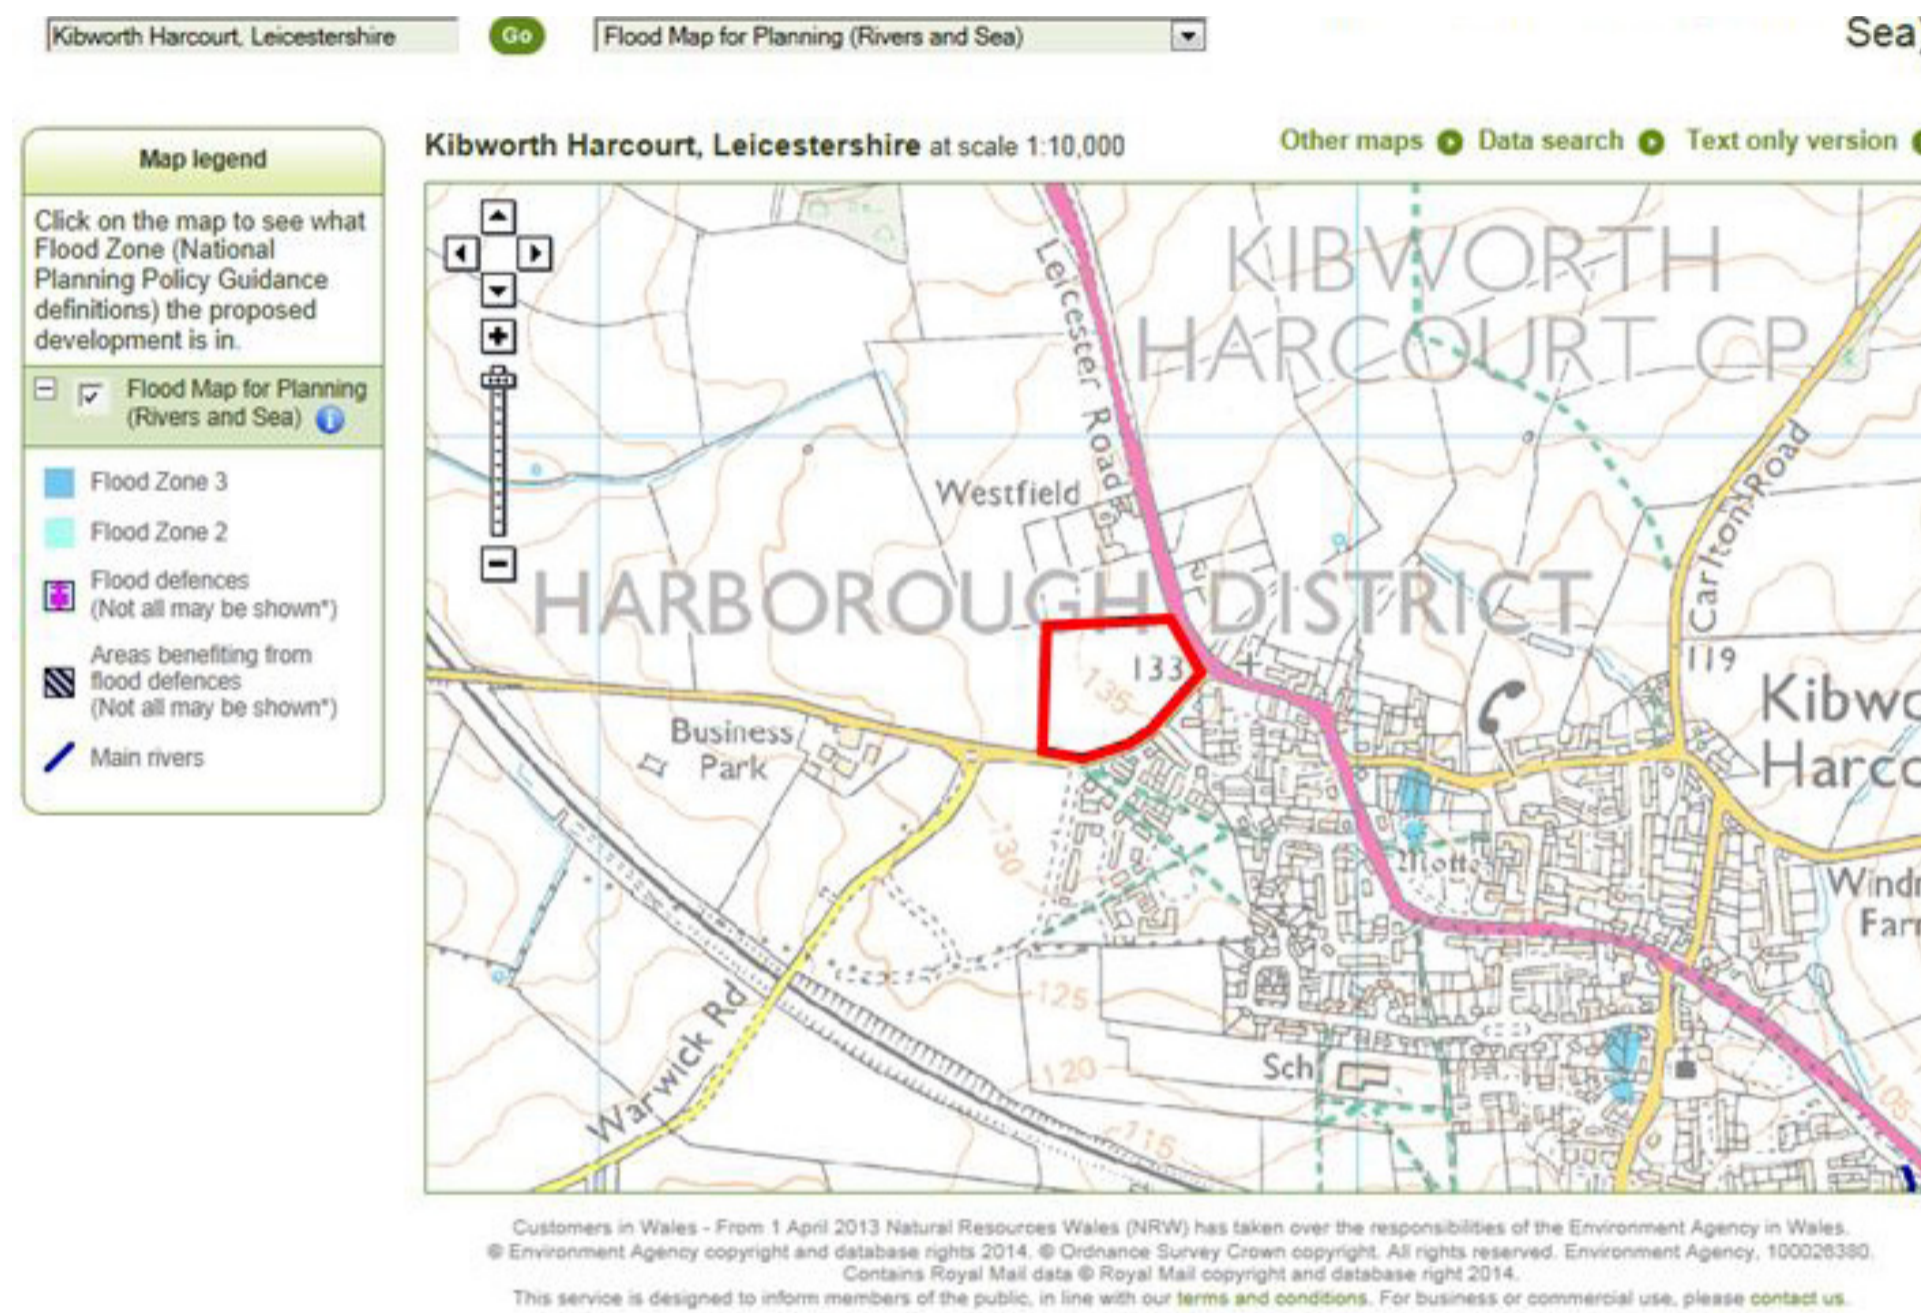 Kibworth Harcourt, Leicestershire
Go
Flood Map for Planning (Rivers and Sea)
Sea)
Map legend
Click on the map to see what
Flood Zone (National
Planning Policy Guidance
definitions) the proposed
development is in.
Flood Map for Planning
(Rivers and Sea)
Flood Zone 3
Flood Zone 2
Flood defences
(Not all may be shown*)
Areas benefiting from
flood defences
(Not all may be shown*)
Main rivers
Kibworth Harcourt, Leicestershire at scale 1:10,000
Other maps
Data search
Text only version
KIBWORTH
HARCOURT CP
Leicester Road
Westfield
Carlton Road
HARBOROUGH DISTRICT
133
135
119
Kibwo
Harco
Business
Park
130
Motte
Windm
Farm
125
Warwick Rd
Sch
120
115
105
Customers in Wales - From 1 April 2013 Natural Resources Wales (NRW) has taken over the responsibilities of the Environment Agency in Wales.
© Environment Agency copyright and database rights 2014. © Ordnance Survey Crown copyright. All rights reserved. Environment Agency, 100026380.
Contains Royal Mail data © Royal Mail copyright and database right 2014.
This service is designed to inform members of the public, in line with our terms and conditions. For business or commercial use, please contact us.